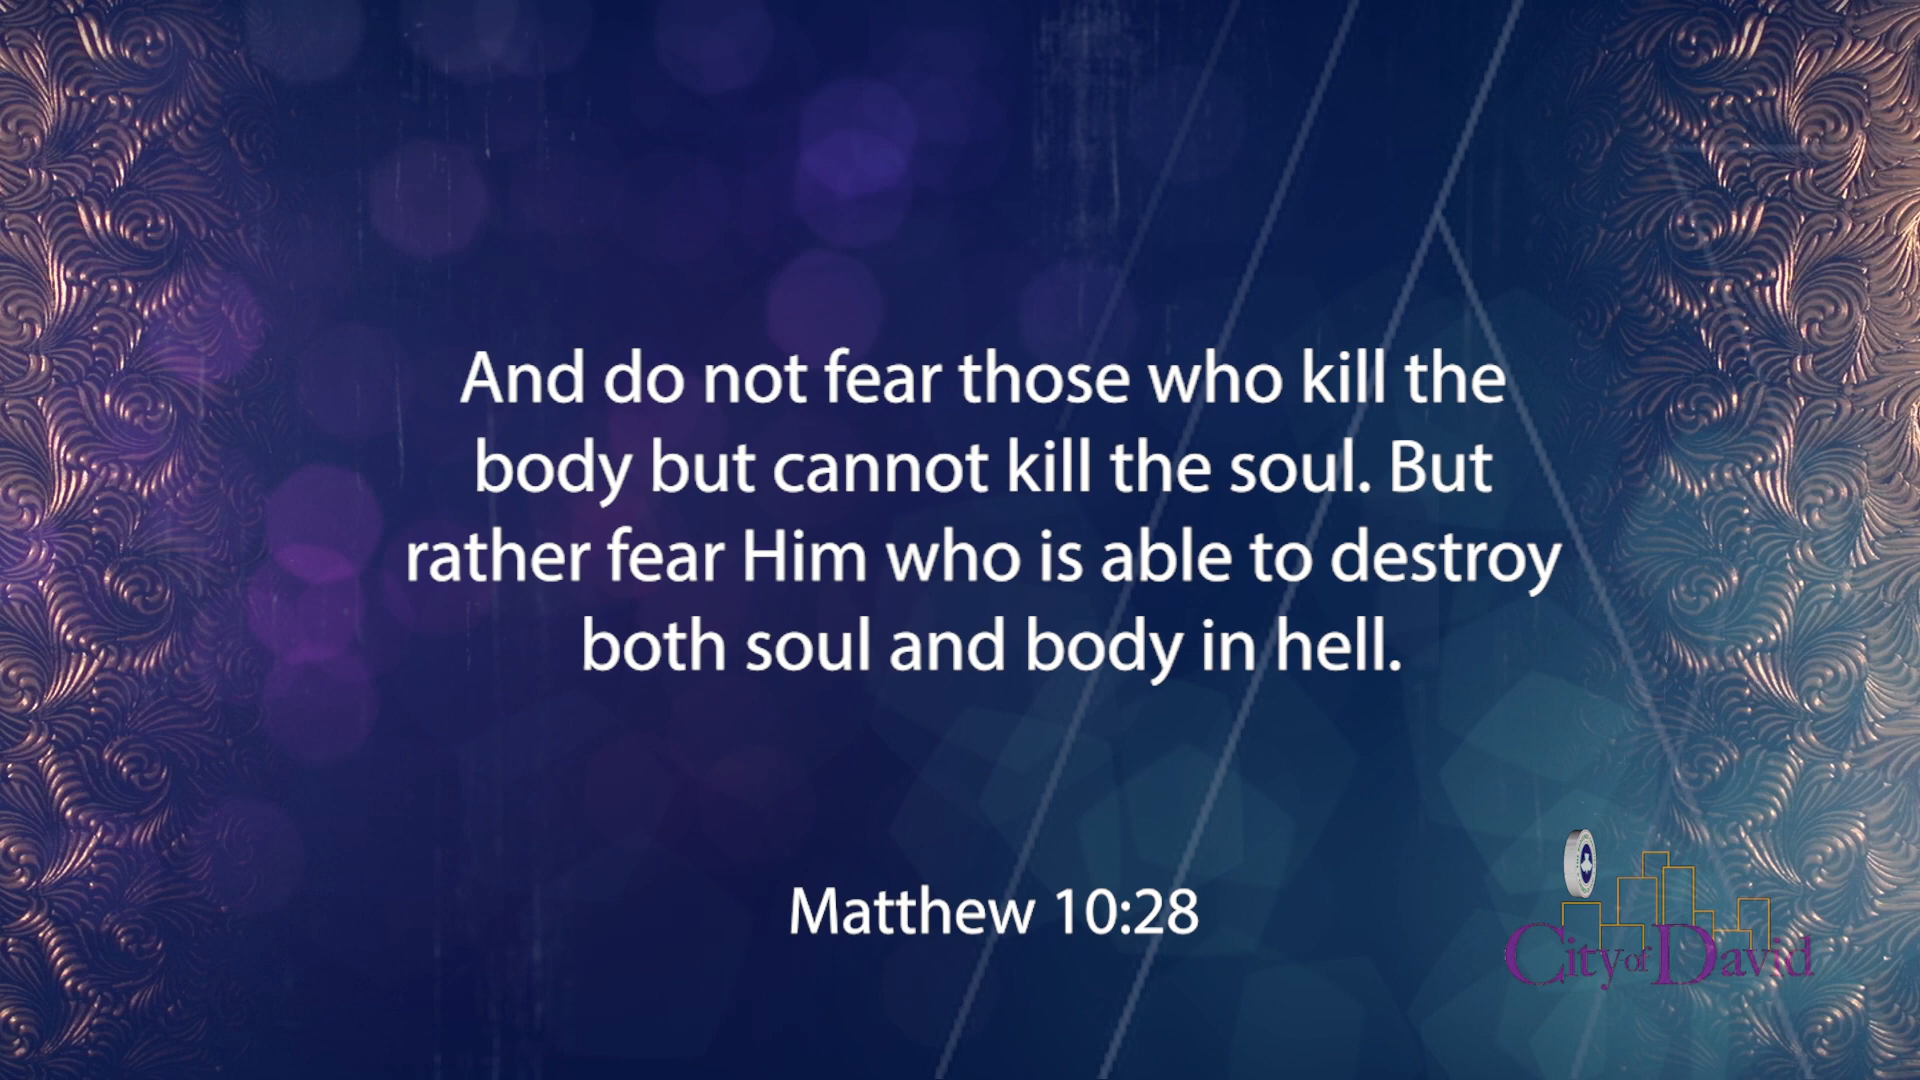 And do not fear those who kill the
body but cannot kill the soul. But
rather fear Him who is able to destroy
both soul and body in hell.
Matthew 10:28
City of David